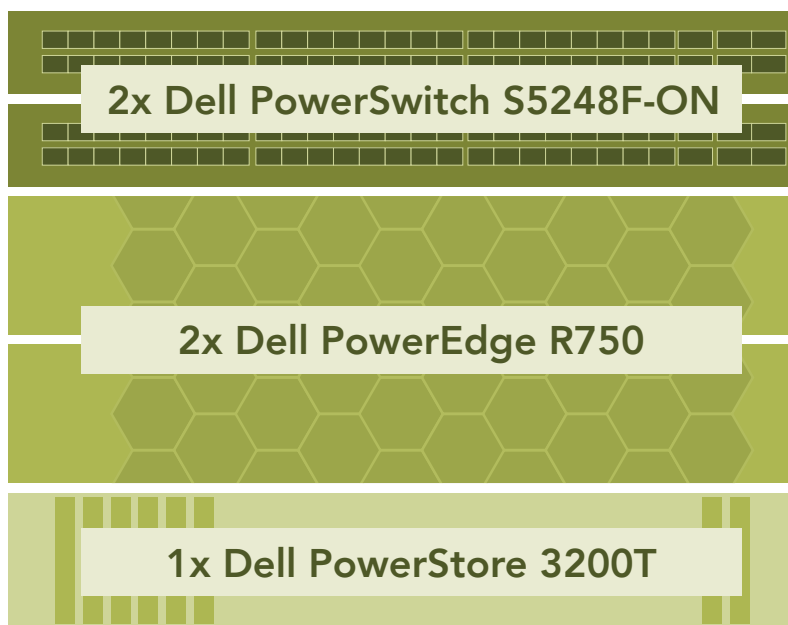 2x Dell PowerSwitch S5248F-ON
2x Dell PowerEdge R750
1x Dell PowerStore 3200T